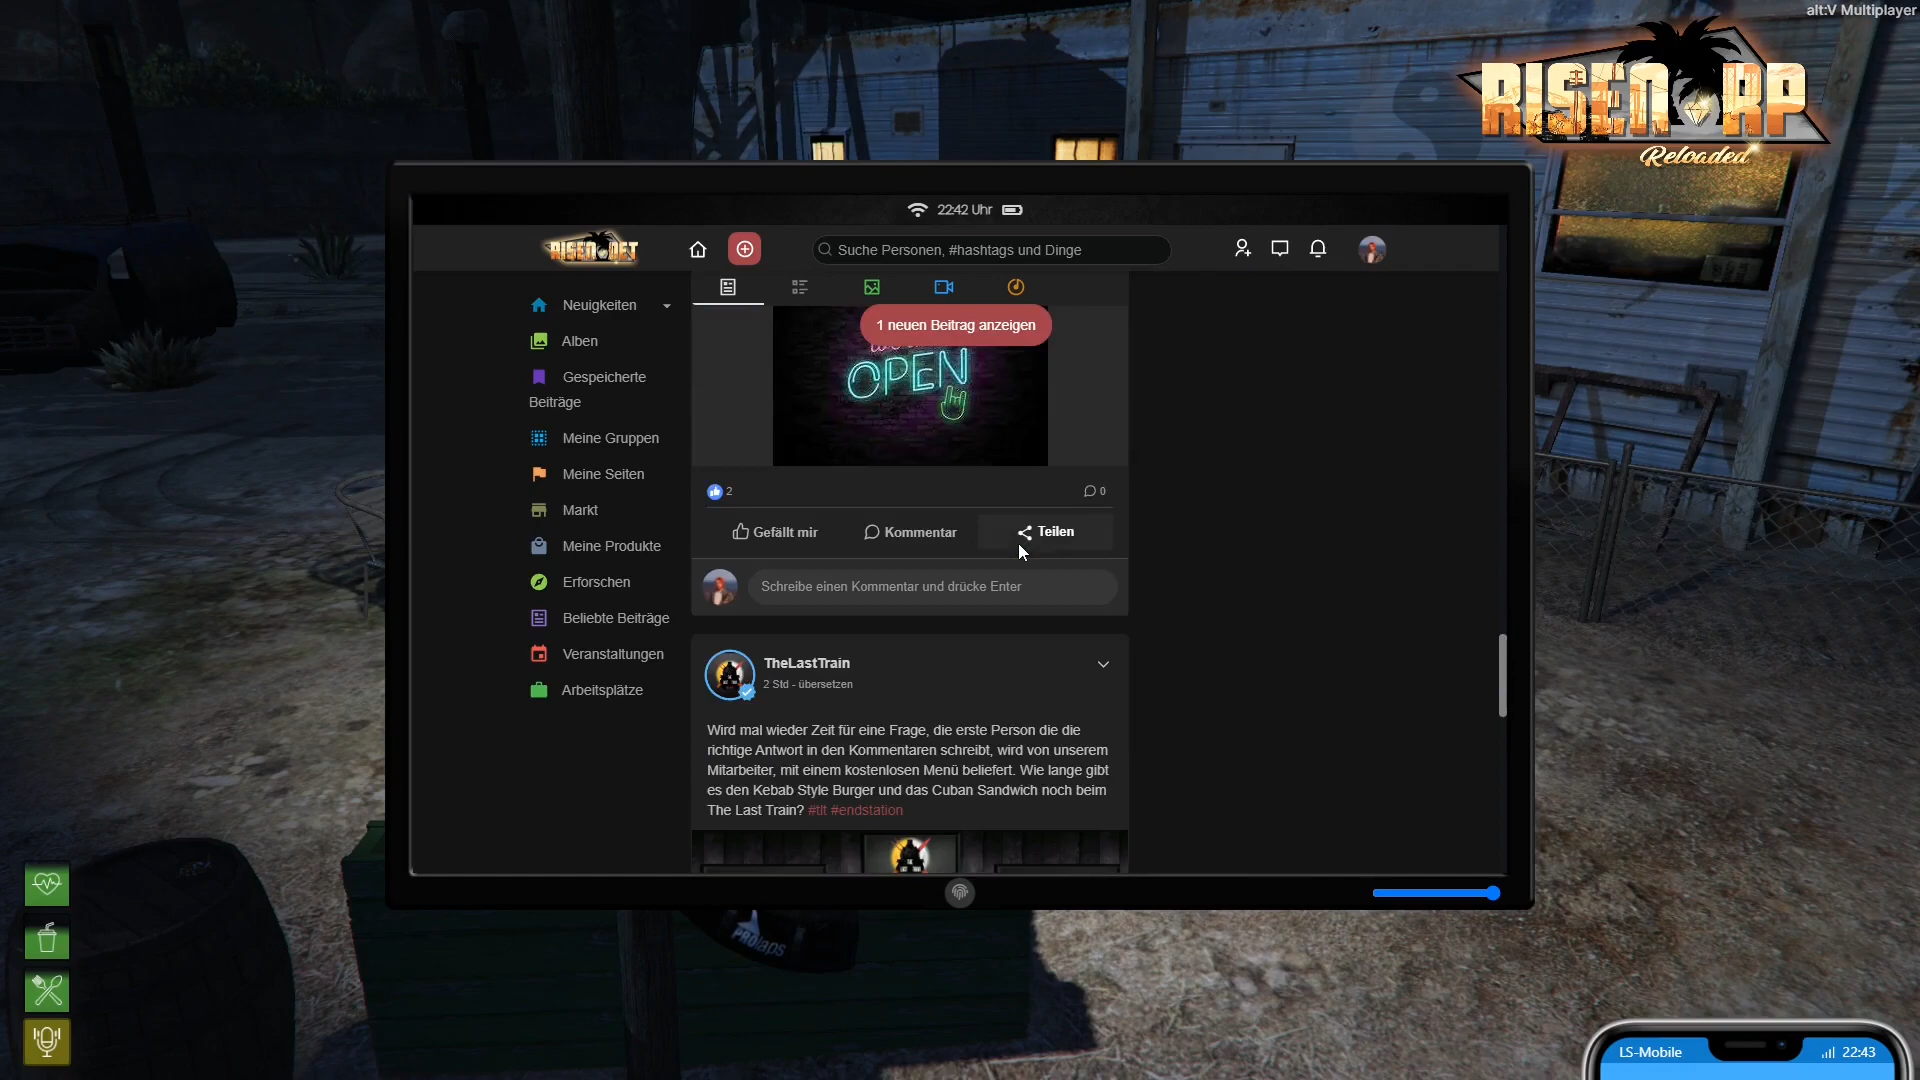 alt:V Multiplayer
RISEN RP
Reloaded
22:42 Uhr
RISEN NET
Suche Personen, #hashtags und Dinge
Neuigkeiten
Alben
Gespeicherte
Beiträge
Meine Gruppen
Meine Seiten
Markt
Meine Produkte
Erforschen
Beliebte Beiträge
Veranstaltungen
Arbeitsplätze
1 neuen Beitrag anzeigen
OPEN
2
0
Gefällt mir
Kommentar
Teilen
Schreibe einen Kommentar und drücke Enter
TheLastTrain
2 Std - übersetzen
Wird mal wieder Zeit für eine Frage, die erste Person die die
richtige Antwort in den Kommentaren schreibt, wird von unserem
Mitarbeiter, mit einem kostenlosen Menü beliefert. Wie lange gibt
es den Kebab Style Burger und das Cuban Sandwich noch beim
The Last Train? #tlt #endstation
PROlaps
LS-Mobile
22:43